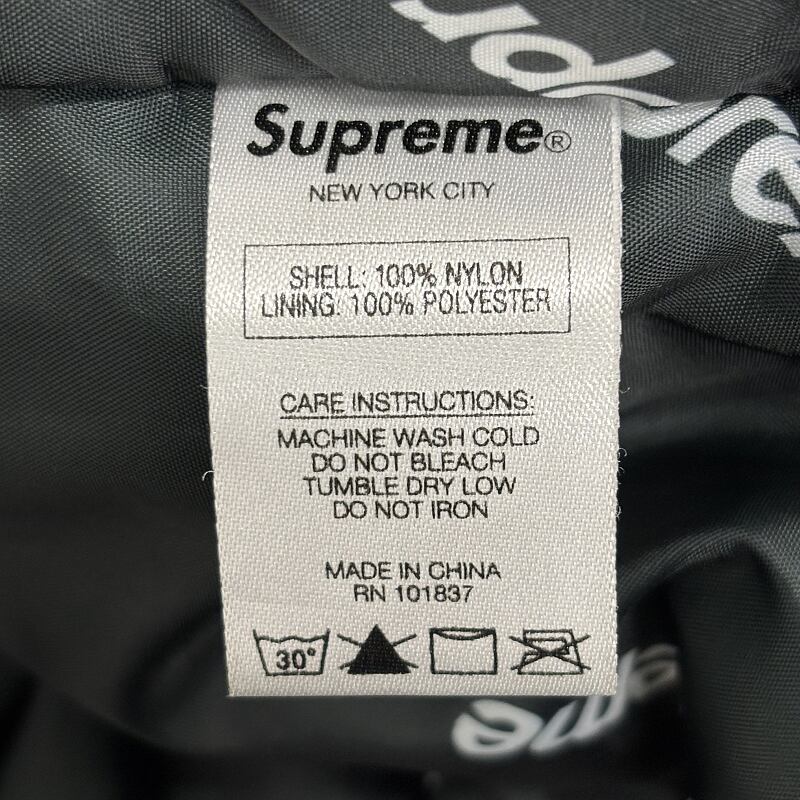 Supreme®
NEW YORK CITY
SHELL: 100% NYLON
LINING: 100% POLYESTER
CARE INSTRUCTIONS:
MACHINE WASH COLD
DO NOT BLEACH
TUMBLE DRY LOW
DO NOT IRON
MADE IN CHINA
RN 101837
30°